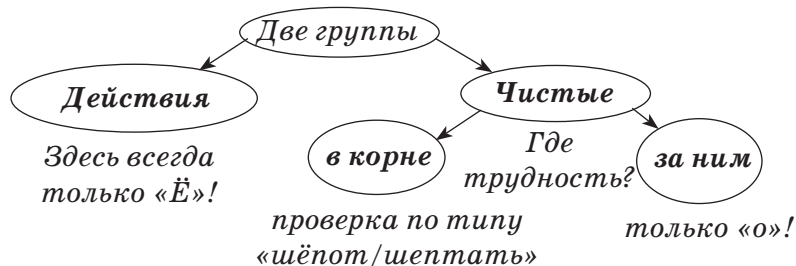 Две группы
Действия
Чистые
Здесь всегда
только «Ё»!
в корне
Где
трудность?
за ним
проверка по типу
«шёпот/шептать»
только «о»!